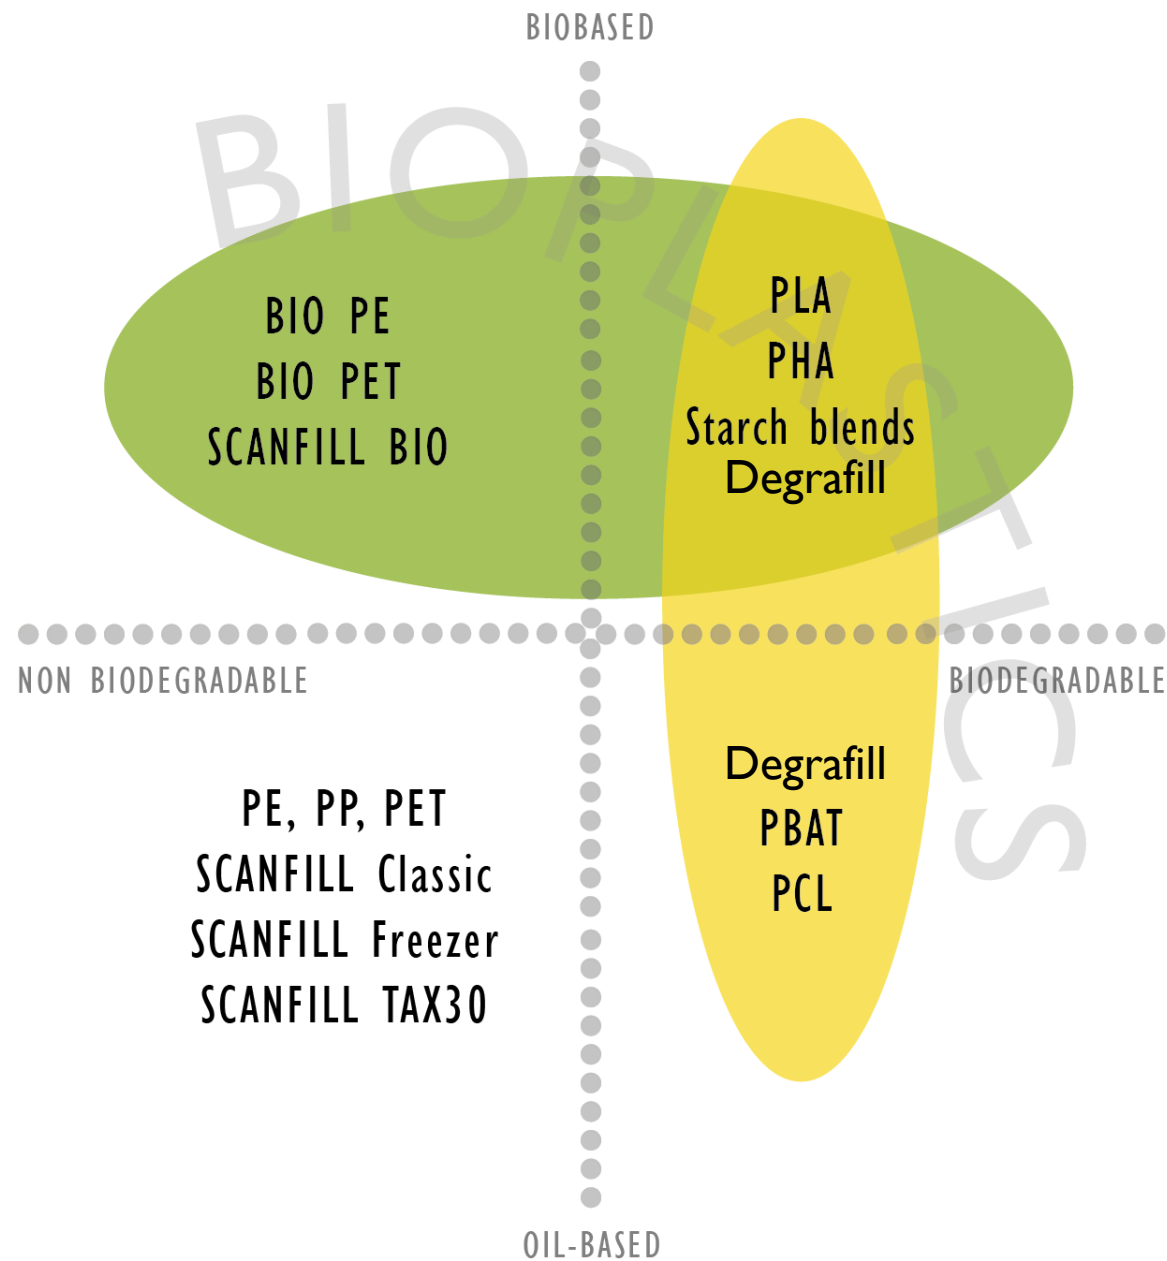 BIOBASED
BIOPLASTICS
BIO PE
BIO PET
SCANFILL BIO
PLA
PHA
Starch blends
Degrafill
NON BIODEGRADABLE
BIODEGRADABLE
PE, PP, PET
SCANFILL Classic
SCANFILL Freezer
SCANFILL TAX30
Degrafill
PBAT
PCL
OIL-BASED